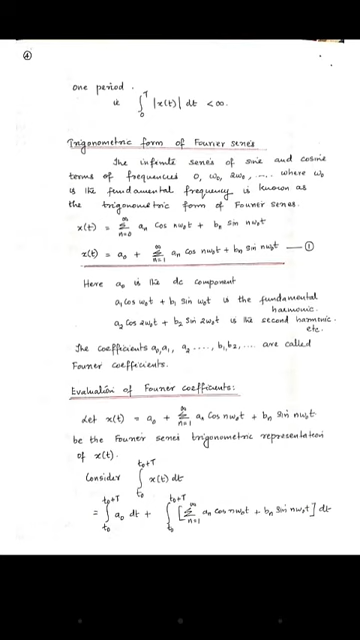 ④
one period.
ie ∫₀ᵀ |x(t)| dt < ∞.
Trigonometric form of Fourier series
The infinite series of sine and cosine
terms of frequencies 0, ω₀, 2ω₀, ..... where ω₀
is the fundamental frequency is known as
the trigonometric form of Fourier series.
x(t) = ∞Σn=0 aₙ cos nω₀t + bₙ sin nω₀t
x(t) = a₀ + ∞Σn=1 aₙ cos nω₀t + bₙ sin nω₀t —— ①
Here a₀ is the dc component
a₁ cos ω₀t + b₁ sin ω₀t is the fundamental
harmonic.
a₂ cos 2ω₀t + b₂ sin 2ω₀t is the second harmonic.
etc.
The coefficients a₀, a₁, a₂ ....., b₁, b₂, .... are called
Fourier coefficients.
Evaluation of Fourier coefficients:
Let x(t) = a₀ + ∞Σn=1 aₙ cos nω₀t + bₙ sin nω₀t
be the Fourier series trigonometric representation
of x(t).
Consider ∫t₀^t₀+T x(t) dt
= ∫t₀^t₀+T a₀ dt + ∫t₀^t₀+T [∞Σn=1 aₙ cos nω₀t + bₙ sin nω₀t] dt